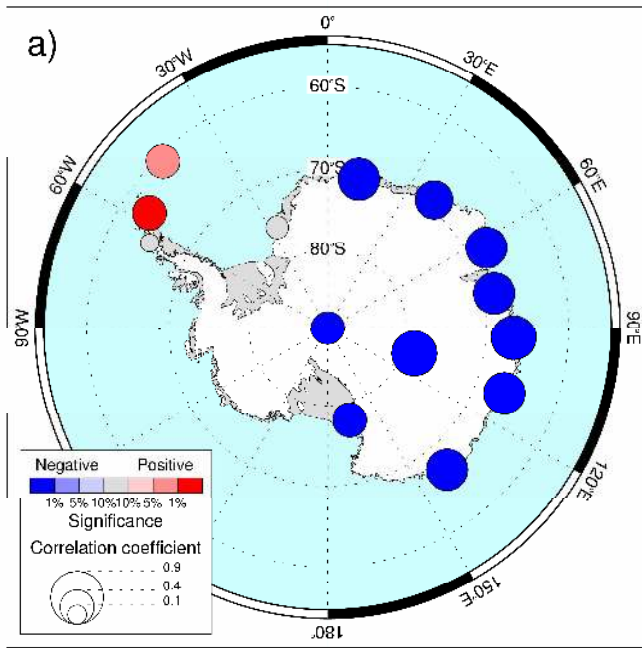 a)
0°
30°W
30°E
60°S
60°W
60°E
70°S
80°S
90°W
90°E
120°E
150°E
180°
Negative Positive
1% 5% 10%10% 5% 1%
Significance
Correlation coefficient
0.9
0.4
0.1